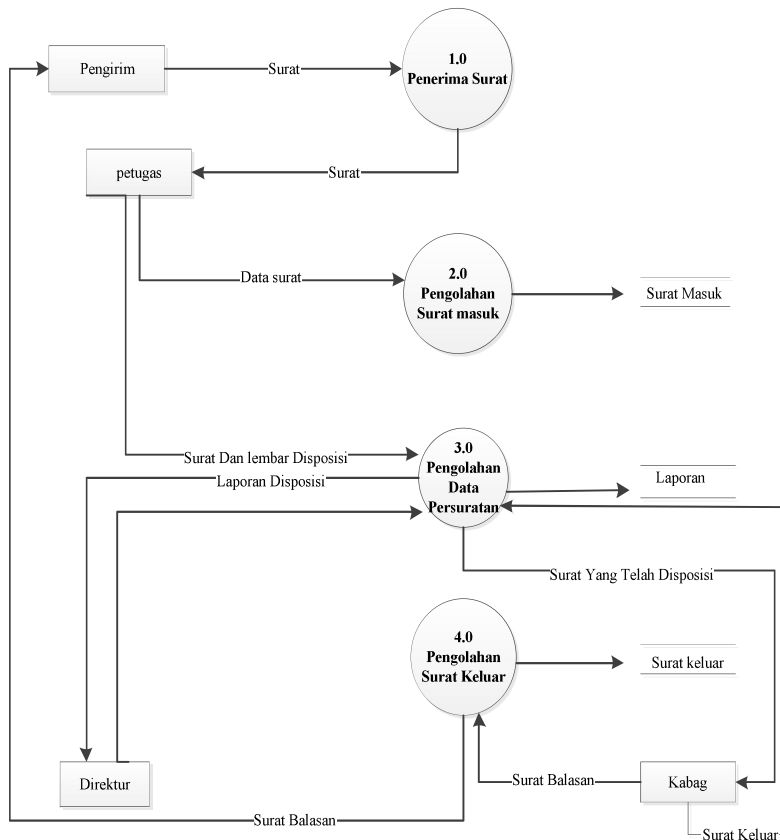 Pengirim
Surat
1.0
Penerima Surat
petugas
Surat
Data surat
2.0
Pengolahan
Surat masuk
Surat Masuk
Surat Dan lembar Disposisi
Laporan Disposisi
3.0
Pengolahan
Data
Persuratan
Laporan
Surat Yang Telah Disposisi
4.0
Pengolahan
Surat Keluar
Surat keluar
Direktur
Surat Balasan
Kabag
Surat Balasan
Surat Keluar